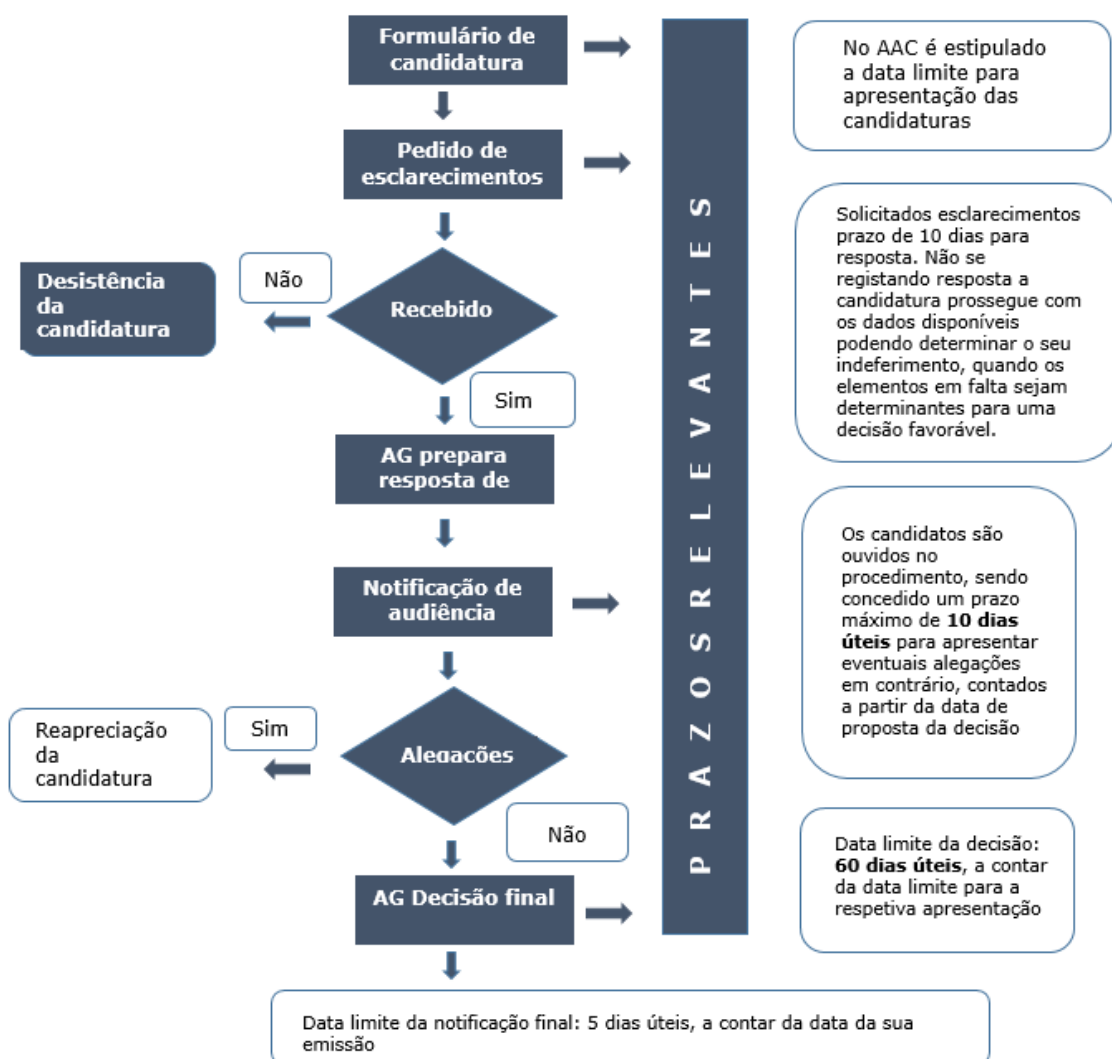 Formulário de
candidatura
No AAC é estipulado
a data limite para
apresentação das
candidaturas
Pedido de
esclarecimentos
Solicitados esclarecimentos
prazo de 10 dias para
resposta. Não se
registando resposta a
candidatura prossegue com
os dados disponíveis
podendo determinar o seu
indeferimento, quando os
elementos em falta sejam
determinantes para uma
decisão favorável.
Desistência
da
candidatura
Não
Recebido
Sim
AG prepara
resposta de
Notificação de
audiência
Os candidatos são
ouvidos no
procedimento, sendo
concedido um prazo
máximo de 10 dias
úteis para apresentar
eventuais alegações
em contrário, contados
a partir da data de
proposta da decisão
Reapreciação
da
candidatura
Sim
Alegações
Não
AG Decisão final
Data limite da decisão:
60 dias úteis, a contar
da data limite para a
respetiva apresentação
Data limite da notificação final: 5 dias úteis, a contar da data da sua
emissão
P R A Z O S R E L E V A N T E S